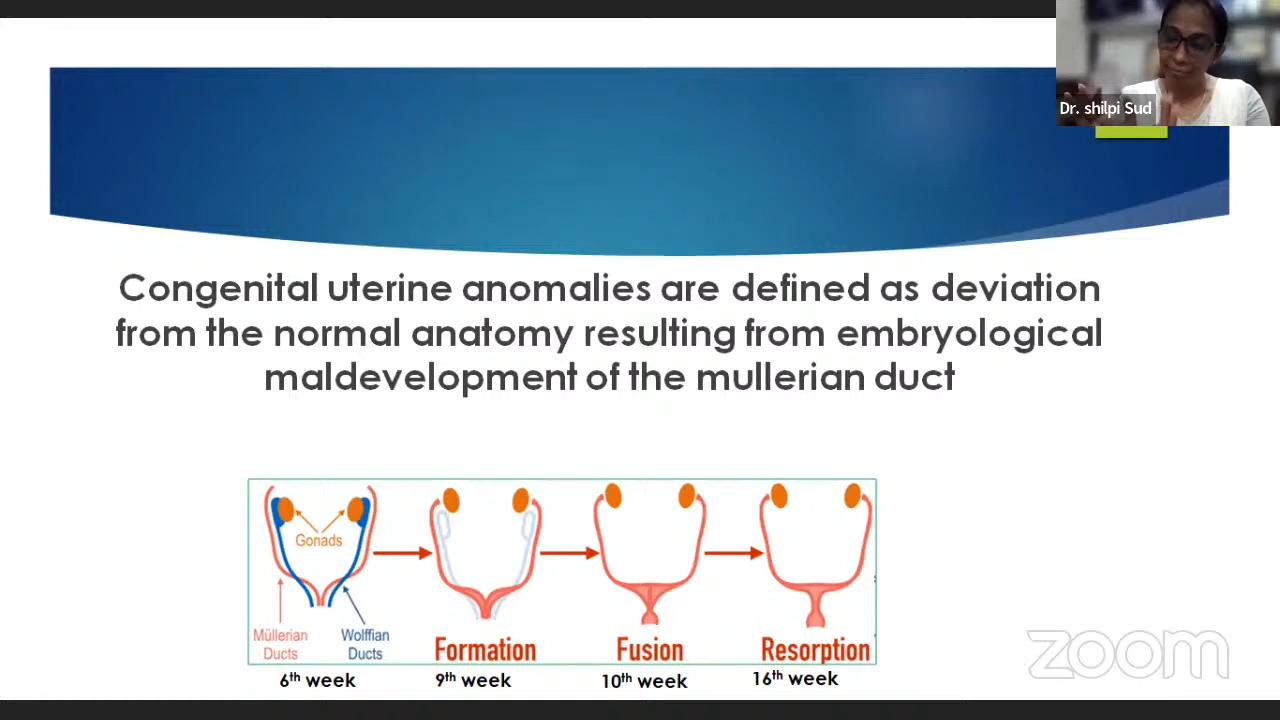 Dr. shilpi Sud
Congenital uterine anomalies are defined as deviation
from the normal anatomy resulting from embryological
maldevelopment of the mullerian duct
Gonads
Müllerian
Ducts
Wolffian
Ducts
Formation
Fusion
Resorption
6th week
9th week
10th week
16th week
zoom